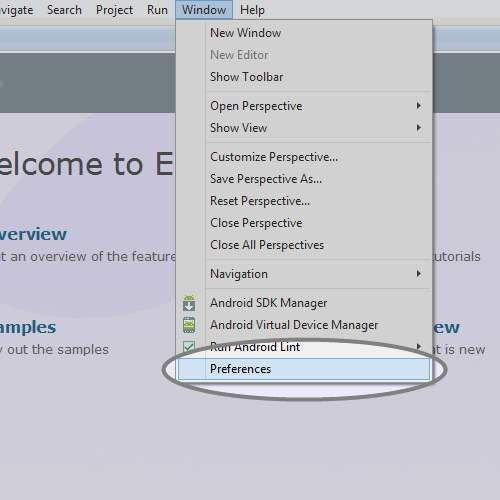 vigate Search Project Run Window Help
New Window
New Editor
Show Toolbar
Open Perspective
Show View
Customize Perspective...
elcome to E
Save Perspective As...
Reset Perspective...
Close Perspective
verview
Close All Perspectives
t an overview of the feature
utorials
Navigation
Android SDK Manager
amples
Android Virtual Device Manager
ew
y out the samples
Run Android Lint
at is new
Preferences